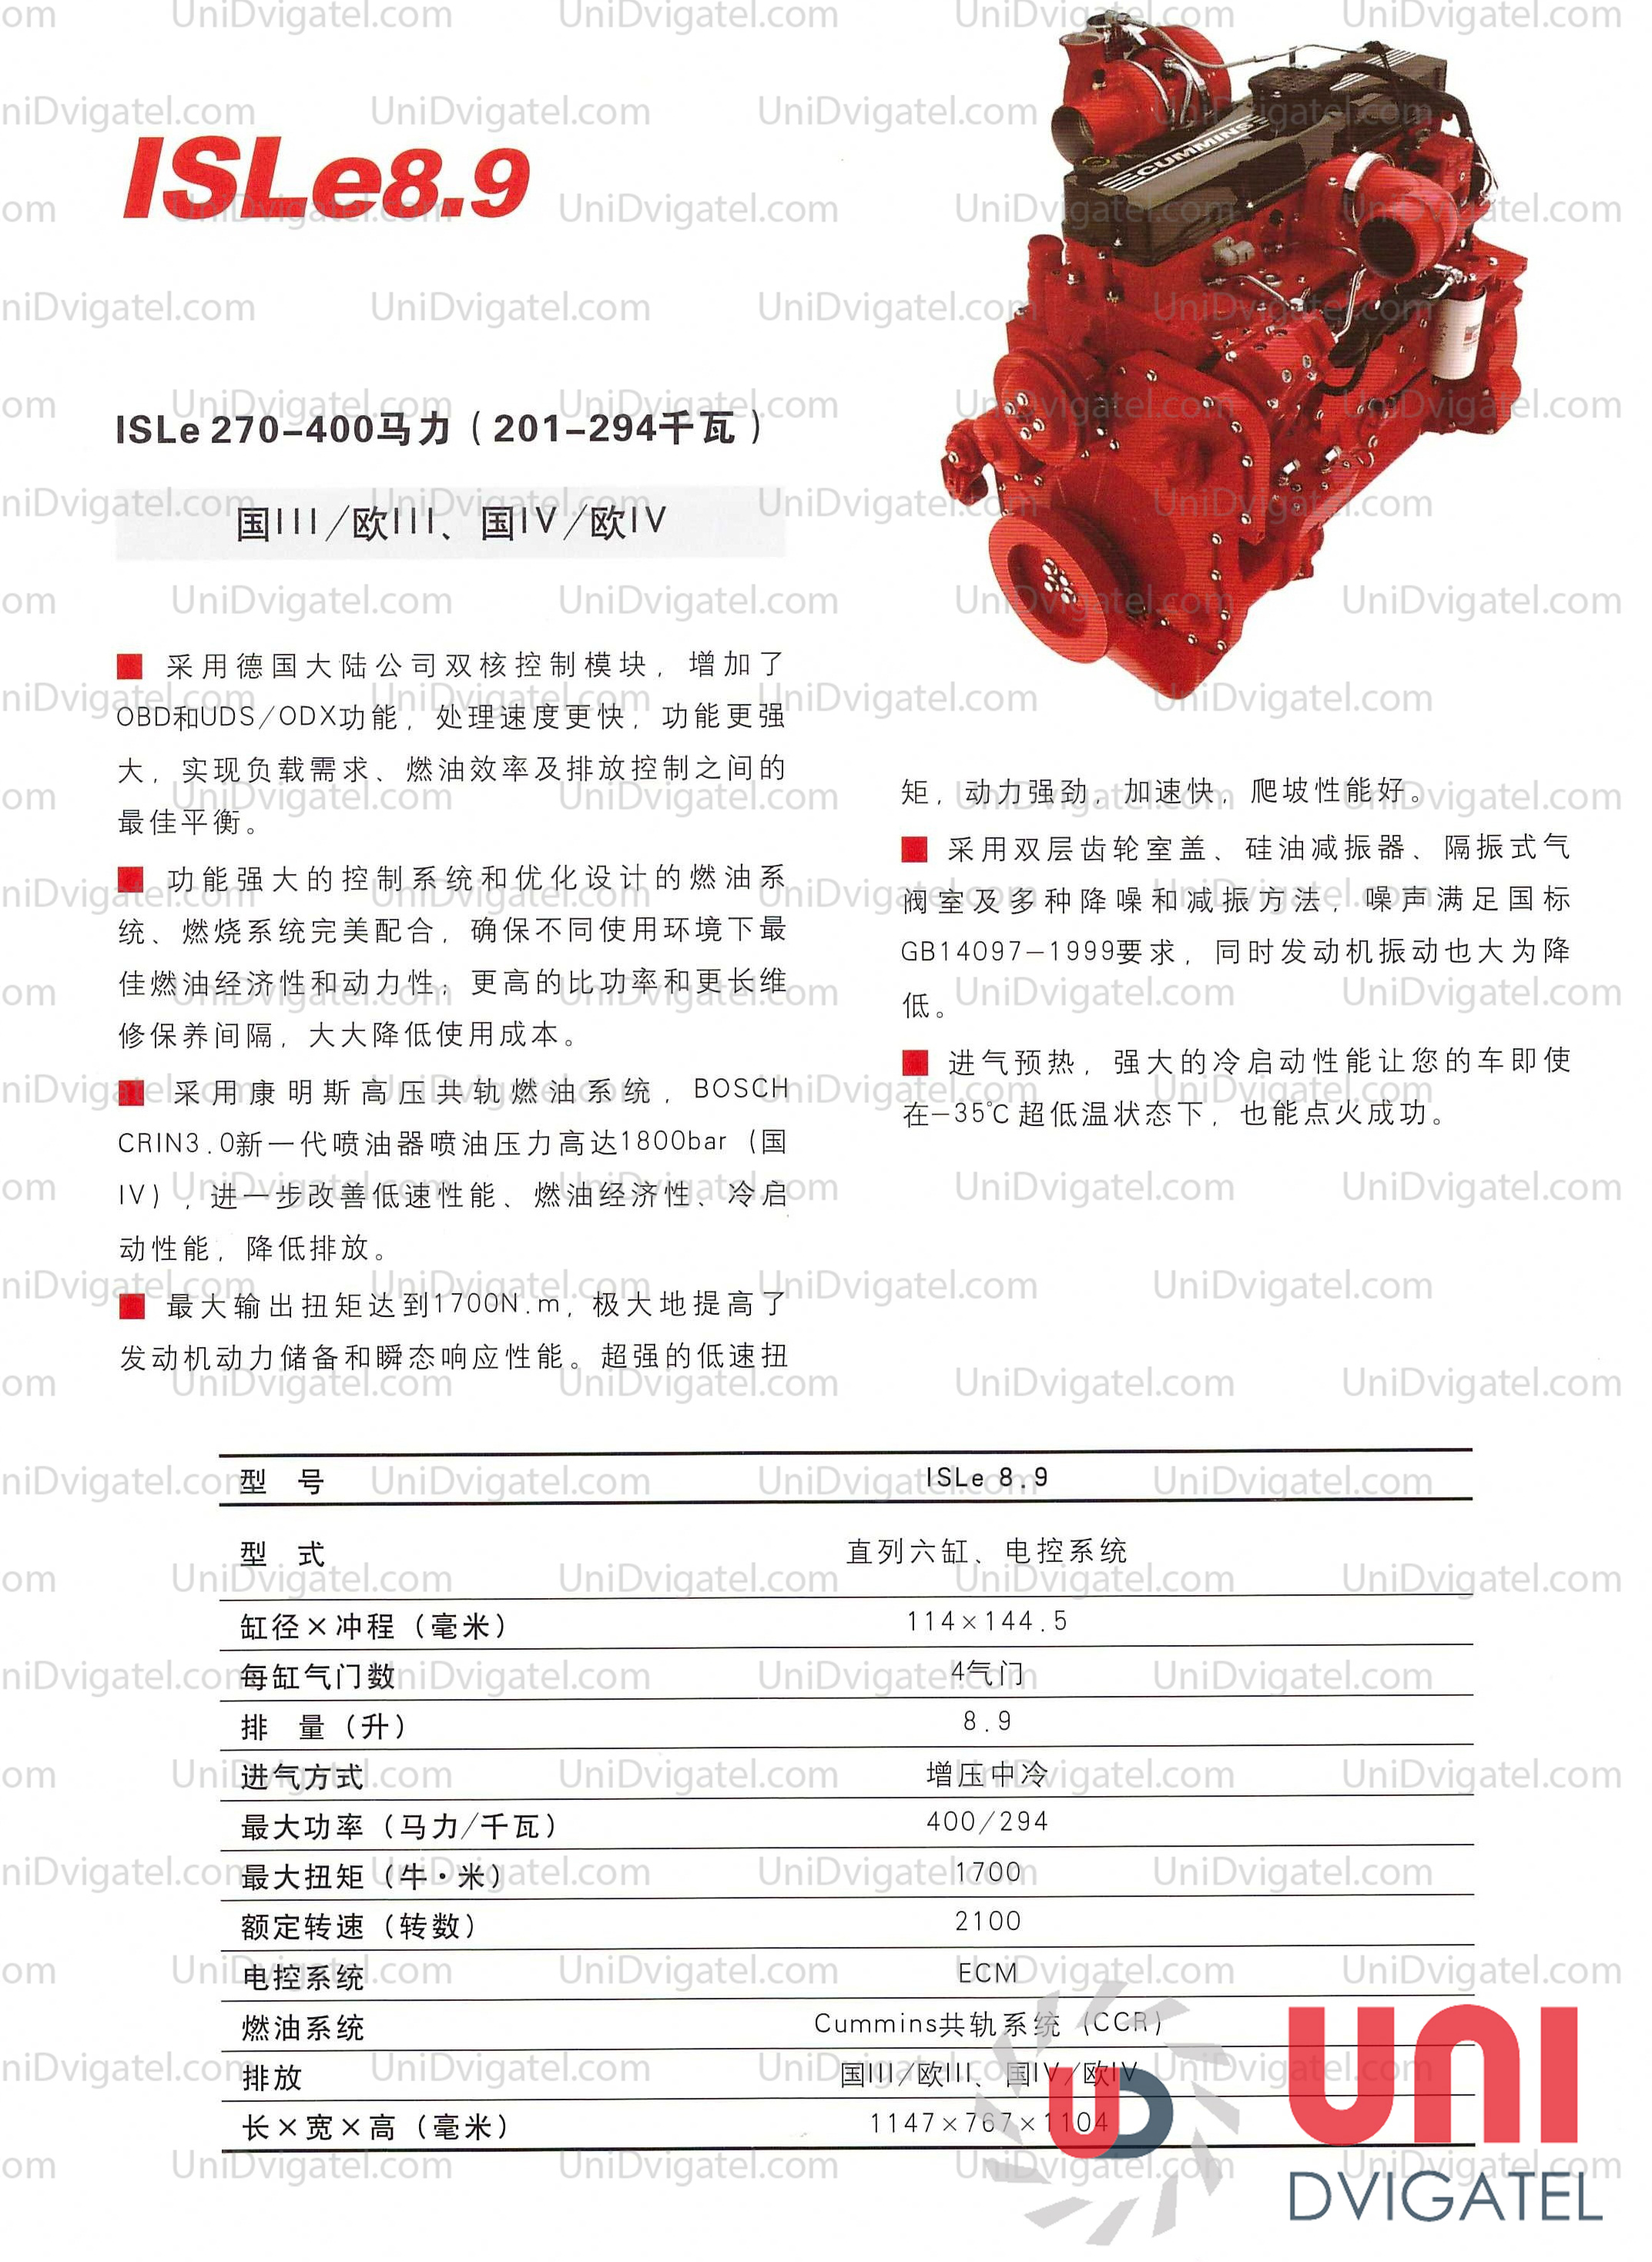 ISLe8.9
CUMMINS
ISLe 270-400马力（201-294千瓦）
国III/欧III、国IV/欧IV
■ 采用德国大陆公司双核控制模块，增加了
OBD和UDS/ODX功能，处理速度更快，功能更强
大，实现负载需求、燃油效率及排放控制之间的
最佳平衡。
■ 功能强大的控制系统和优化设计的燃油系
统、燃烧系统完美配合，确保不同使用环境下最
佳燃油经济性和动力性；更高的比功率和更长维
修保养间隔，大大降低使用成本。
■ 采用康明斯高压共轨燃油系统，BOSCH
CRIN3.0新一代喷油器喷油压力高达1800bar（国
IV），进一步改善低速性能、燃油经济性、冷启
动性能，降低排放。
■ 最大输出扭矩达到1700N.m，极大地提高了
发动机动力储备和瞬态响应性能。超强的低速扭
矩，动力强劲，加速快，爬坡性能好。
■ 采用双层齿轮室盖、硅油减振器、隔振式气
阀室及多种降噪和减振方法，噪声满足国标
GB14097-1999要求，同时发动机振动也大为降
低。
■ 进气预热，强大的冷启动性能让您的车即使
在-35℃超低温状态下，也能点火成功。
型 号 ISLe 8.9
型 式 直列六缸、电控系统
缸径×冲程（毫米） 114×144.5
每缸气门数 4气门
排 量（升） 8.9
进气方式 增压中冷
最大功率（马力/千瓦） 400/294
最大扭矩（牛·米） 1700
额定转速（转数） 2100
电控系统 ECM
燃油系统 Cummins共轨系统（CCR）
排放 国III/欧III、国IV/欧IV
长×宽×高（毫米） 1147×767×1104
UNI
DVIGATEL
UniDvigatel.com